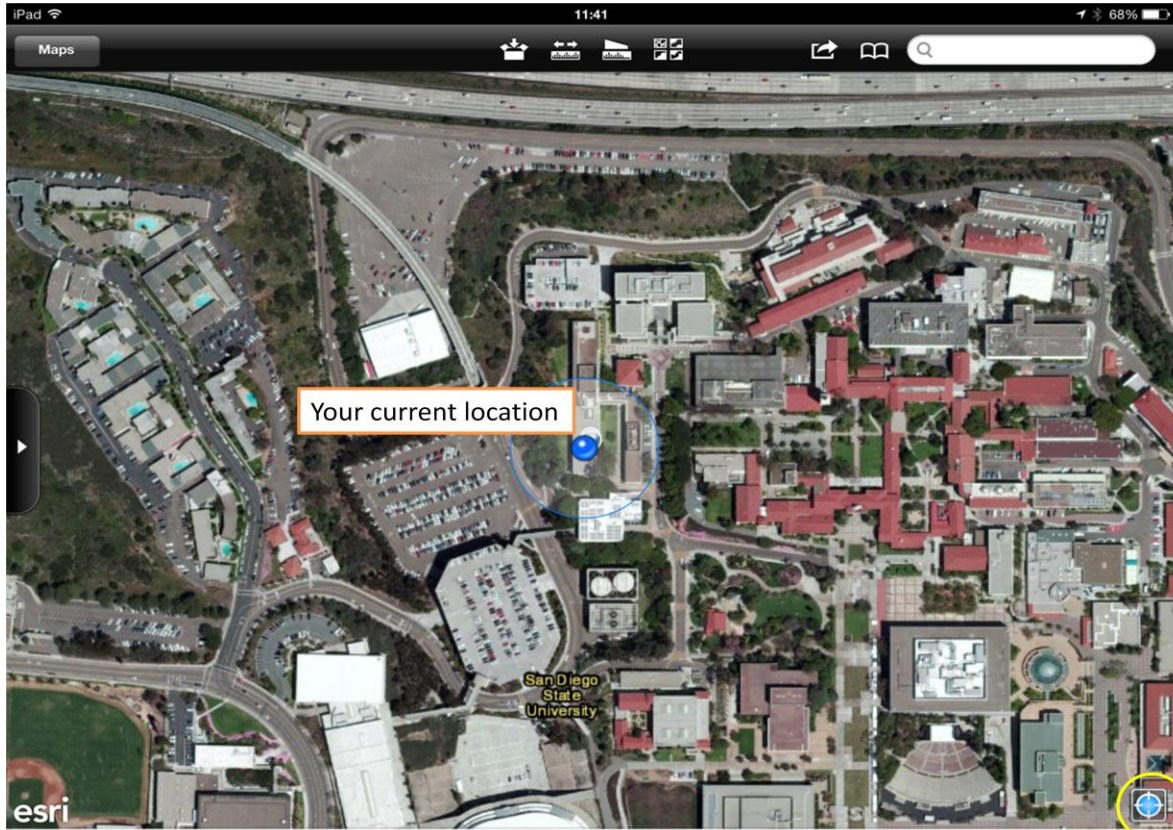 iPad 11:41 68%
Maps
Your current location
San Diego
State
University
esri